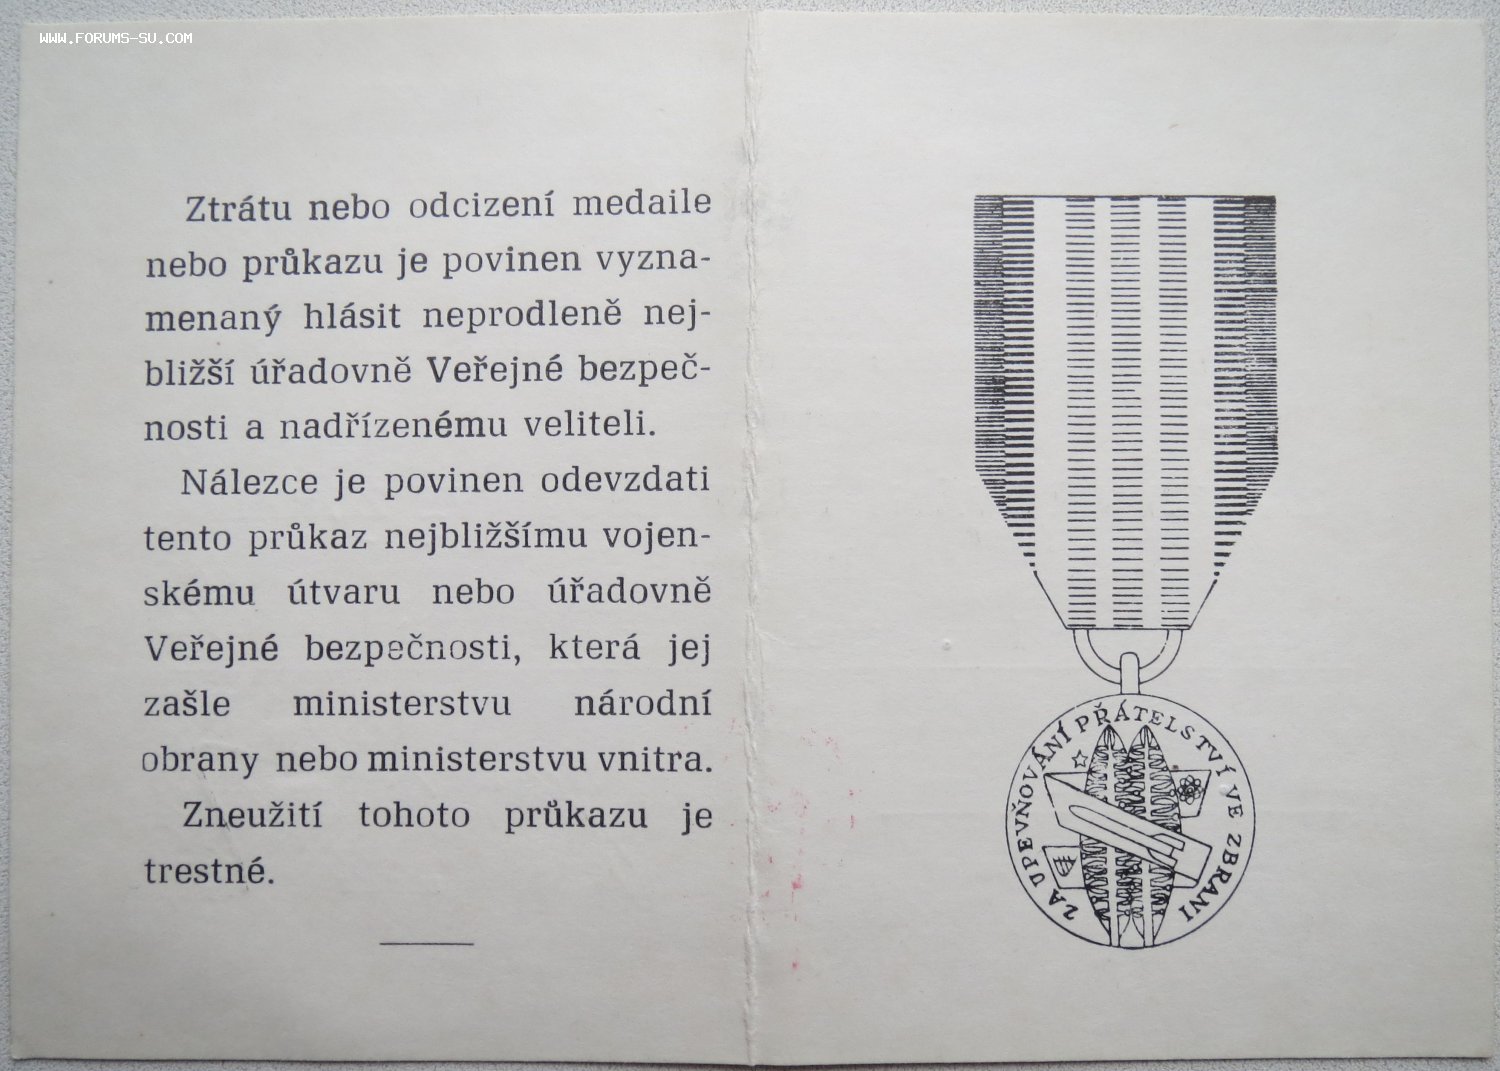 WWW.FORUMS-SU.COM
Ztrátu nebo odcizení medaile
nebo průkazu je povinen vyzna-
menaný hlásit neprodleně nej-
bližší úřadovně Veřejné bezpeč-
nosti a nadřízenému veliteli.
Nálezce je povinen odevzdati
tento průkaz nejbližšímu vojen-
skému útvaru nebo úřadovně
Veřejné bezpečnosti, která jej
zašle ministerstvu národní
obrany nebo ministerstvu vnitra.
Zneužití tohoto průkazu je
trestné.
ZA UPEVŇOVÁNÍ PŘÁTELSTVÍ VE ZBRANI